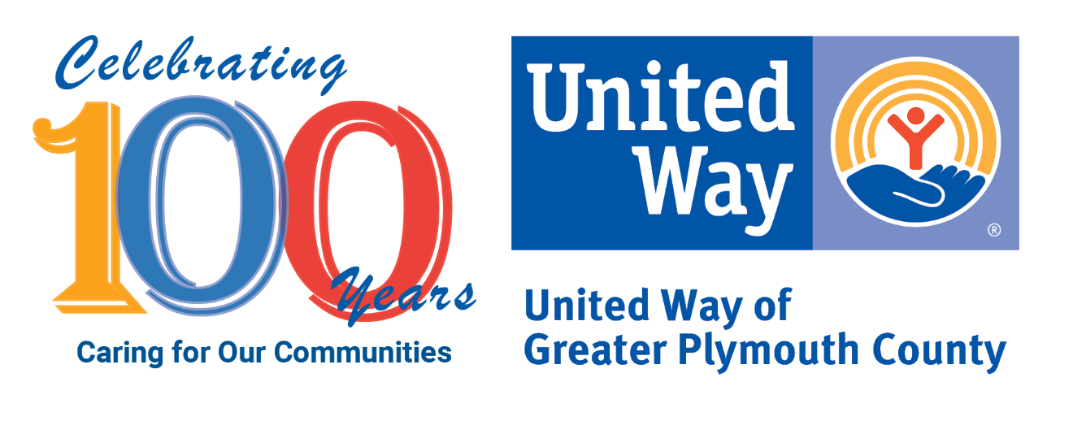 Celebrating
100
Years
Caring for Our Communities
United
Way
®
United Way of
Greater Plymouth County